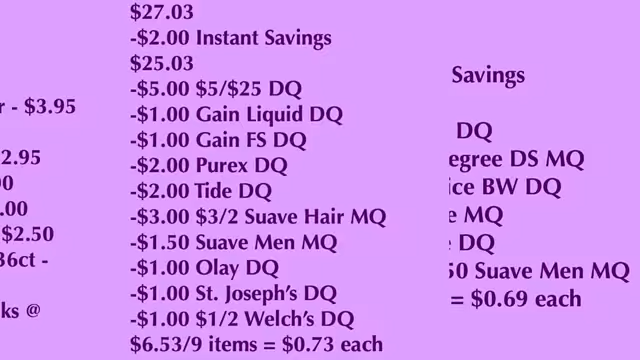 - $3.95
2.95
.00
$2.50
36ct -
@
$27.03
-$2.00 Instant Savings
$25.03
-$5.00 $5/$25 DQ
-$1.00 Gain Liquid DQ
-$1.00 Gain FS DQ
-$2.00 Purex DQ
-$2.00 Tide DQ
-$3.00 $3/2 Suave Hair MQ
-$1.50 Suave Men MQ
-$1.00 Olay DQ
-$1.00 St. Joseph's DQ
-$1.00 $1/2 Welch's DQ
$6.53/9 items = $0.73 each
Savings
DQ
egree DS MQ
ice BW DQ
e MQ
DQ
50 Suave Men MQ
= $0.69 each